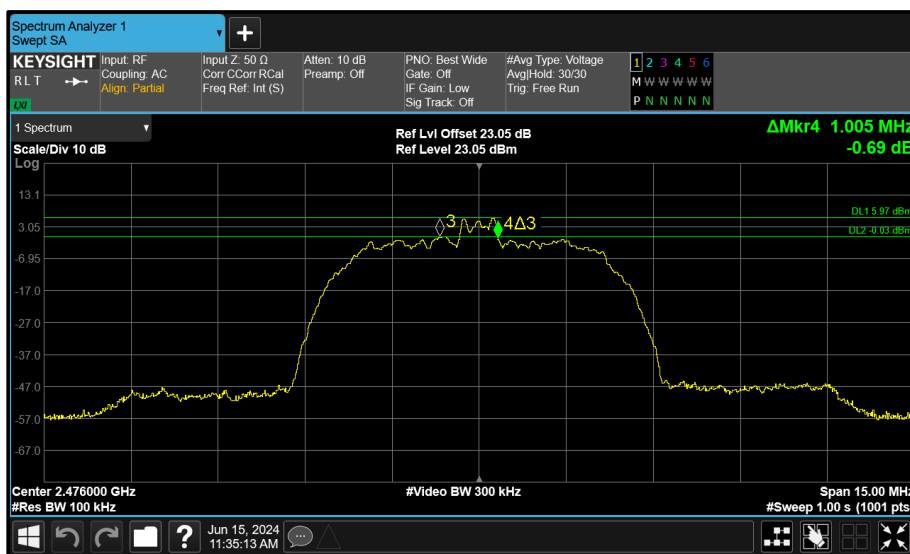 Spectrum Analyzer 1
Swept SA
KEYSIGHT
RLT
LXI
Input: RF
Coupling: AC
Align: Partial
Input Z: 50 Ω
Corr CCorr RCal
Freq Ref: Int (S)
Atten: 10 dB
Preamp: Off
PNO: Best Wide
Gate: Off
IF Gain: Low
Sig Track: Off
#Avg Type: Voltage
Avg|Hold: 30/30
Trig: Free Run
1 2 3 4 5 6
M W W W W W
P N N N N N
1 Spectrum
Scale/Div 10 dB
Log
Ref Lvl Offset 23.05 dB
Ref Level 23.05 dBm
ΔMkr4 1.005 MHz
-0.69 dB
13.1
3.05
-6.95
-17.0
-27.0
-37.0
-47.0
-57.0
-67.0
3
4Δ3
DL1 5.97 dBm
DL2 -0.03 dBm
Center 2.476000 GHz
#Video BW 300 kHz
Span 15.00 MHz
#Res BW 100 kHz
#Sweep 1.00 s (1001 pts
?
Jun 15, 2024
11:35:13 AM